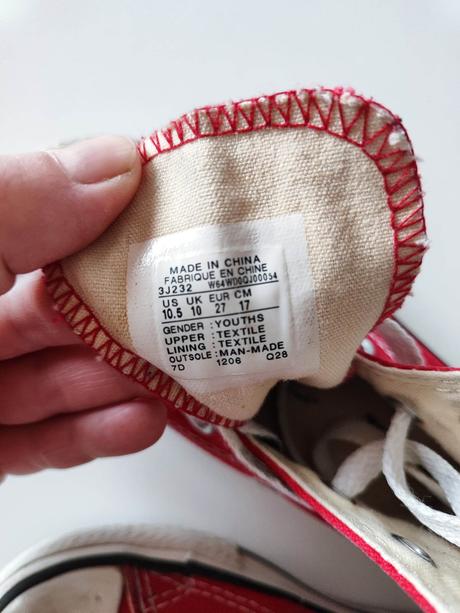 MADE IN CHINA
FABRIQUE EN CHINE
3J232 W64WD0QJ00054
US UK EUR CM
10.5 10 27 17
GENDER : YOUTHS
UPPER : TEXTILE
LINING : TEXTILE
OUTSOLE : MAN-MADE
7D 1206 Q28